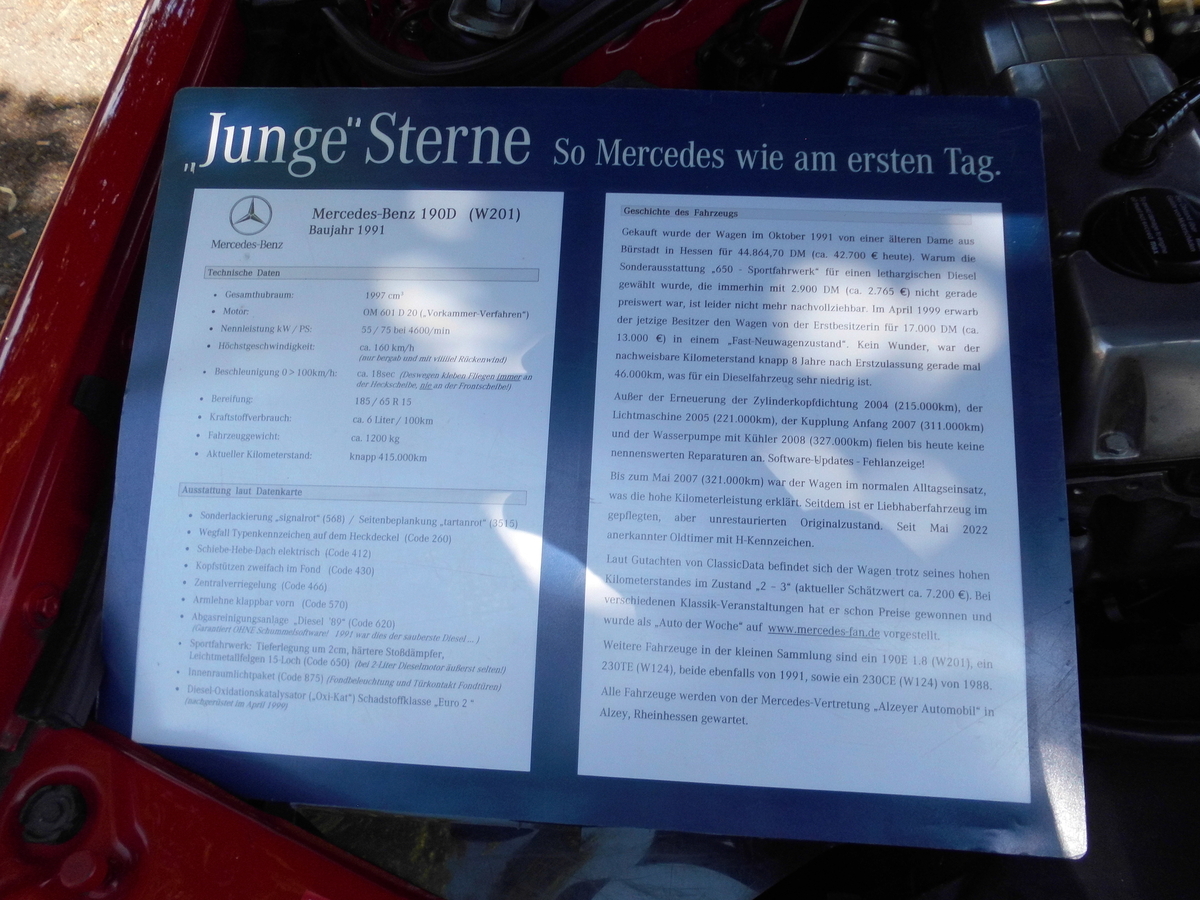 „Junge" Sterne So Mercedes wie am ersten Tag.
Mercedes-Benz
Mercedes-Benz 190D (W201)
Baujahr 1991
Technische Daten
• Gesamthubraum: 1997 cm³
• Motor: OM 601 D 20 („Vorkammer-Verfahren")
• Nennleistung kW / PS: 55 / 75 bei 4600/min
• Höchstgeschwindigkeit: ca. 160 km/h
(nur bergab und mit viiiiel Rückenwind)
• Beschleunigung 0 > 100km/h: ca. 18sec (Deswegen kleben Fliegen immer an
der Heckscheibe, nie an der Frontscheibe!)
• Bereifung: 185 / 65 R 15
• Kraftstoffverbrauch: ca. 6 Liter / 100km
• Fahrzeuggewicht: ca. 1200 kg
• Aktueller Kilometerstand: knapp 415.000km
Ausstattung laut Datenkarte
• Sonderlackierung „signalrot" (568) / Seitenbeplankung „tartanrot" (3515)
• Wegfall Typenkennzeichen auf dem Heckdeckel (Code 260)
• Schiebe-Hebe-Dach elektrisch (Code 412)
• Kopfstützen zweifach im Fond (Code 430)
• Zentralverriegelung (Code 466)
• Armlehne klappbar vorn (Code 570)
• Abgasreinigungsanlage „Diesel '89" (Code 620)
(Garantiert OHNE Schummelsoftware! 1991 war dies der sauberste Diesel ... )
• Sportfahrwerk: Tieferlegung um 2cm, härtere Stoßdämpfer,
Leichtmetallfelgen 15-Loch (Code 650) (bei 2-Liter Dieselmotor äußerst selten!)
• Innenraumlichtpaket (Code 875) (Fondbeleuchtung und Türkontakt Fondtüren)
• Diesel-Oxidationskatalysator („Oxi-Kat") Schadstoffklasse „Euro 2 "
(nachgerüstet im April 1999)
Geschichte des Fahrzeugs
Gekauft wurde der Wagen im Oktober 1991 von einer älteren Dame aus
Bürstadt in Hessen für 44.864,70 DM (ca. 42.700 € heute). Warum die
Sonderausstattung „650 - Sportfahrwerk" für einen lethargischen Diesel
gewählt wurde, die immerhin mit 2.900 DM (ca. 2.765 €) nicht gerade
preiswert war, ist leider nicht mehr nachvollziehbar. Im April 1999 erwarb
der jetzige Besitzer den Wagen von der Erstbesitzerin für 17.000 DM (ca.
13.000 €) in einem „Fast-Neuwagenzustand". Kein Wunder, war der
nachweisbare Kilometerstand knapp 8 Jahre nach Erstzulassung gerade mal
46.000km, was für ein Dieselfahrzeug sehr niedrig ist.
Außer der Erneuerung der Zylinderkopfdichtung 2004 (215.000km), der
Lichtmaschine 2005 (221.000km), der Kupplung Anfang 2007 (311.000km)
und der Wasserpumpe mit Kühler 2008 (327.000km) fielen bis heute keine
nennenswerten Reparaturen an. Software-Updates - Fehlanzeige!
Bis zum Mai 2007 (321.000km) war der Wagen im normalen Alltagseinsatz,
was die hohe Kilometerleistung erklärt. Seitdem ist er Liebhaberfahrzeug im
gepflegten, aber unrestaurierten Originalzustand. Seit Mai 2022
anerkannter Oldtimer mit H-Kennzeichen.
Laut Gutachten von ClassicData befindet sich der Wagen trotz seines hohen
Kilometerstandes im Zustand „2 – 3" (aktueller Schätzwert ca. 7.200 €). Bei
verschiedenen Klassik-Veranstaltungen hat er schon Preise gewonnen und
wurde als „Auto der Woche" auf www.mercedes-fan.de vorgestellt.
Weitere Fahrzeuge in der kleinen Sammlung sind ein 190E 1.8 (W201), ein
230TE (W124), beide ebenfalls von 1991, sowie ein 230CE (W124) von 1988.
Alle Fahrzeuge werden von der Mercedes-Vertretung „Alzeyer Automobil" in
Alzey, Rheinhessen gewartet.